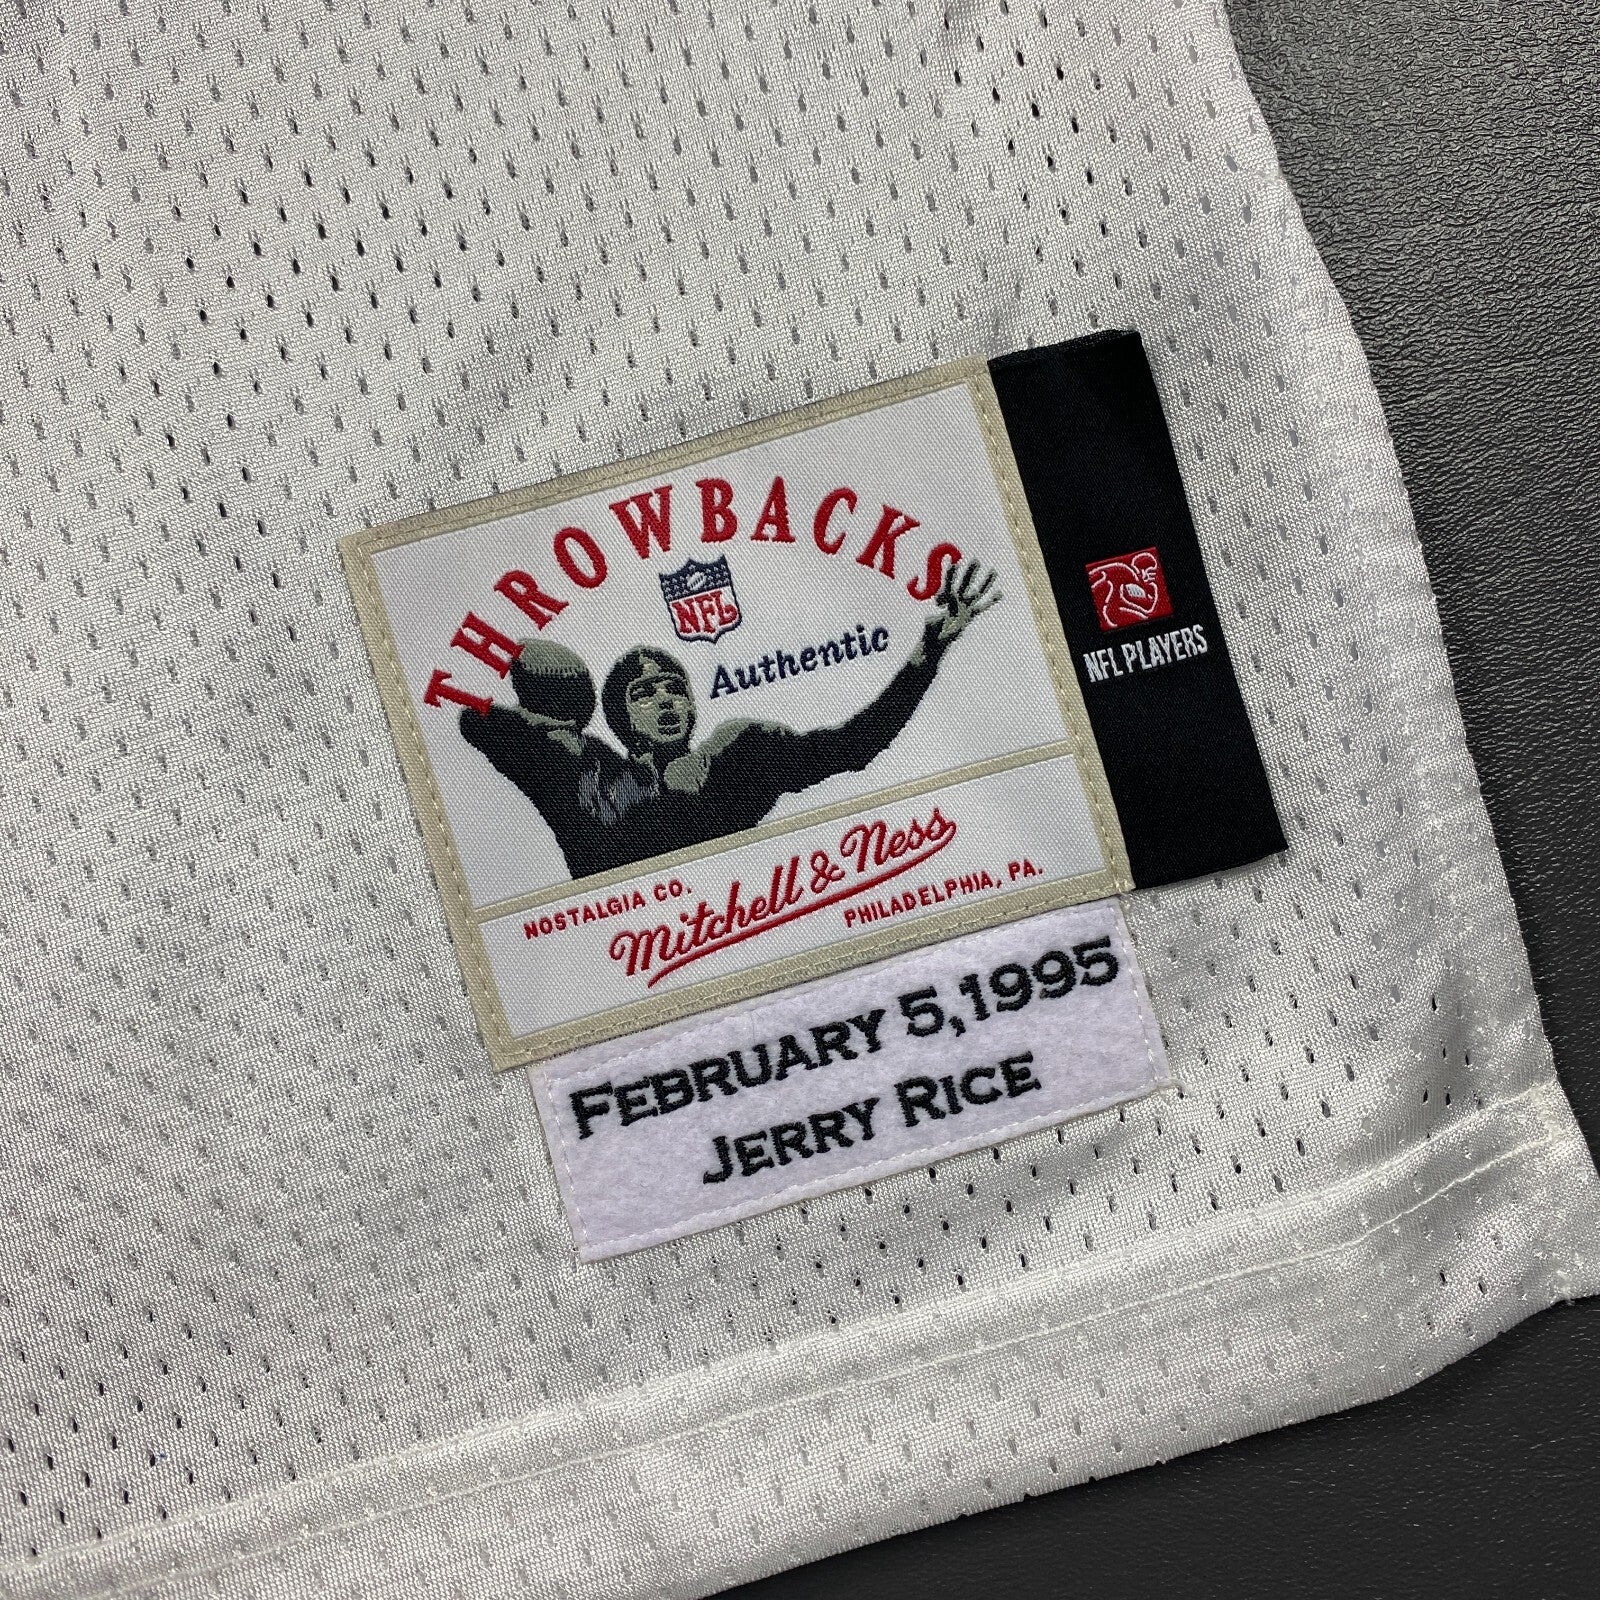 THROWBACKS
NFL
Authentic
NFL PLAYERS
NOSTALGIA CO.
Mitchell & Ness
PHILADELPHIA, PA.
FEBRUARY 5,1995
JERRY RICE